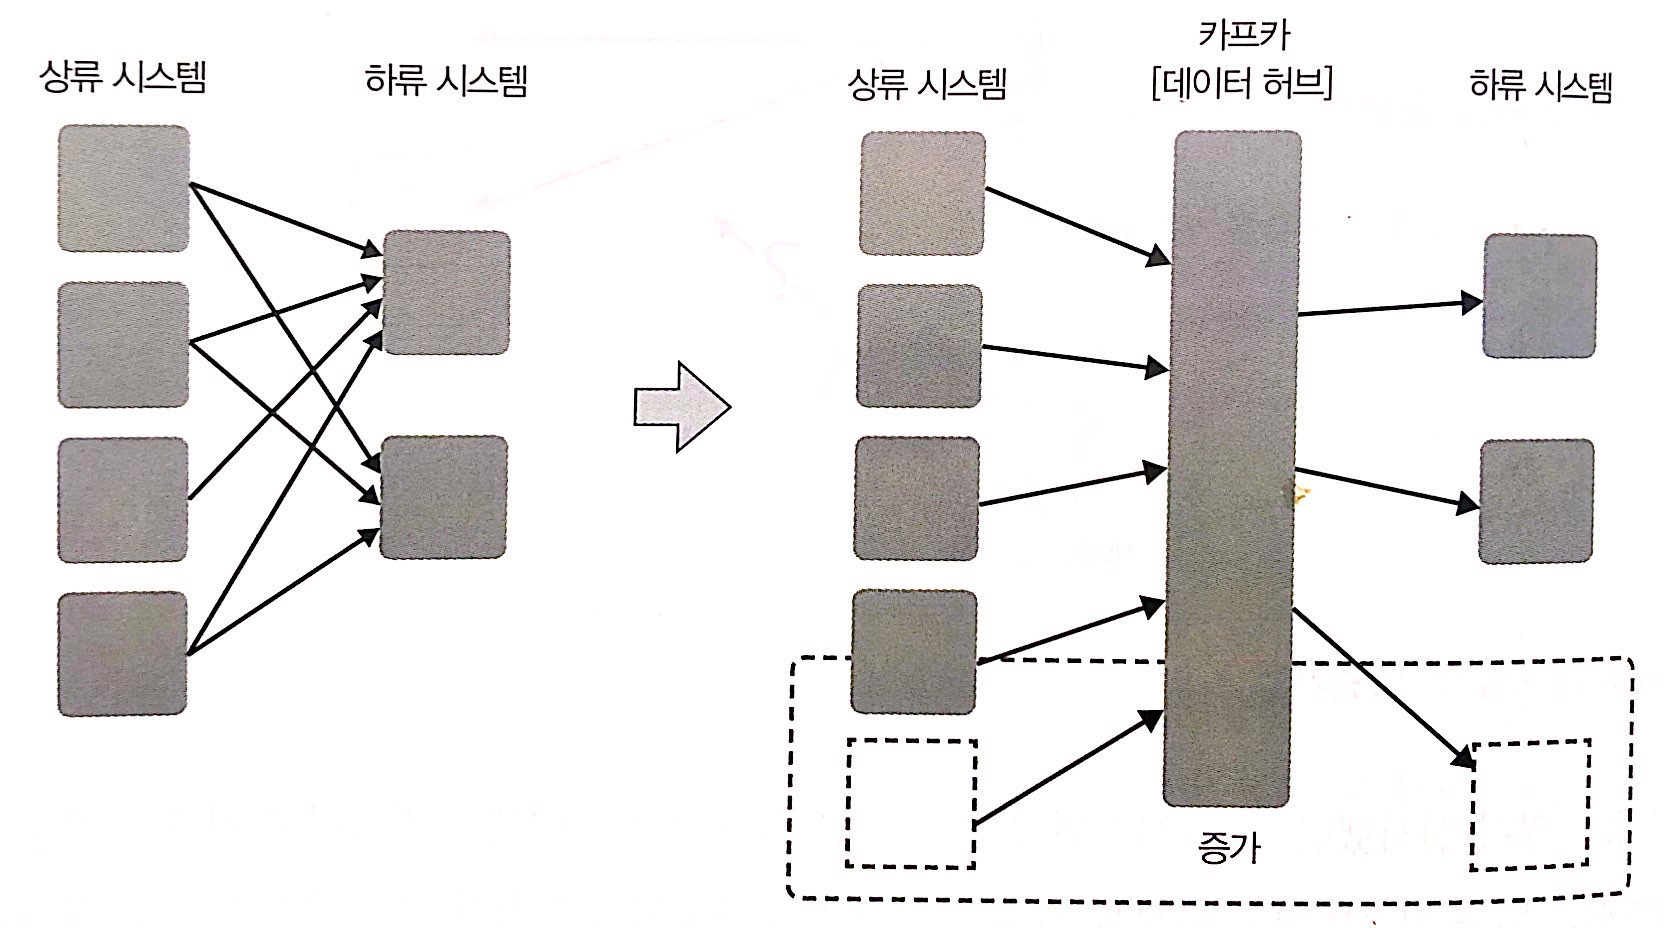 상류 시스템
하류 시스템
상류 시스템
카프카
[데이터 허브]
하류 시스템
증가